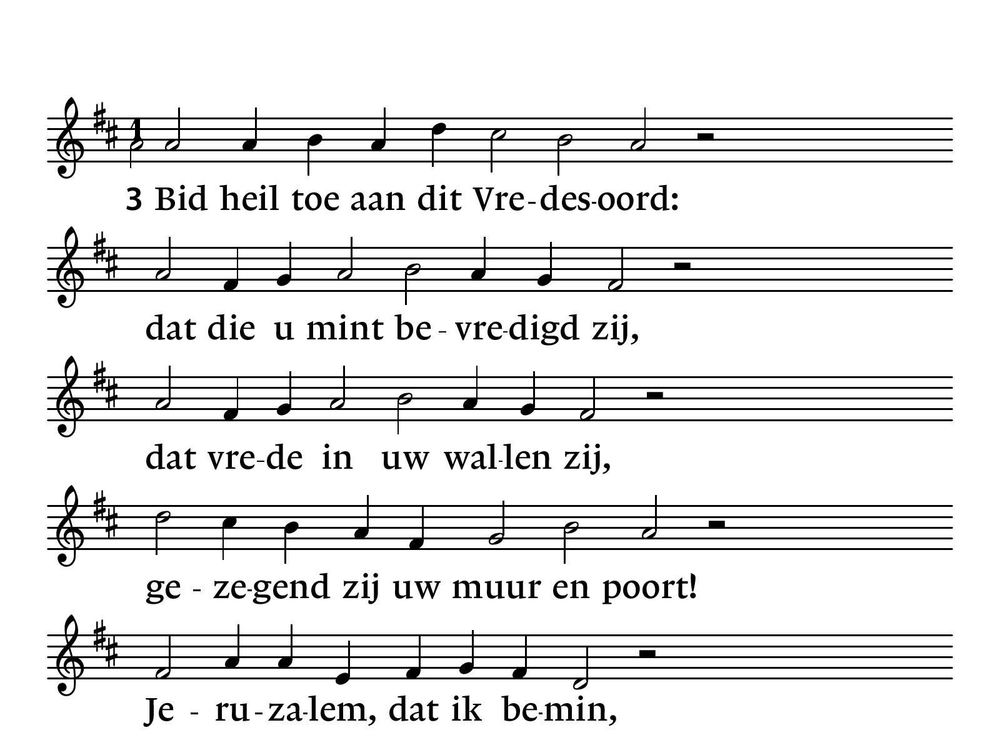 1
3 Bid heil toe aan dit Vre-des-oord:
dat die u mint be-vre-digd zij,
dat vre-de in uw wal-len zij,
ge-ze-gend zij uw muur en poort!
Je-ru-za-lem, dat ik be-min,